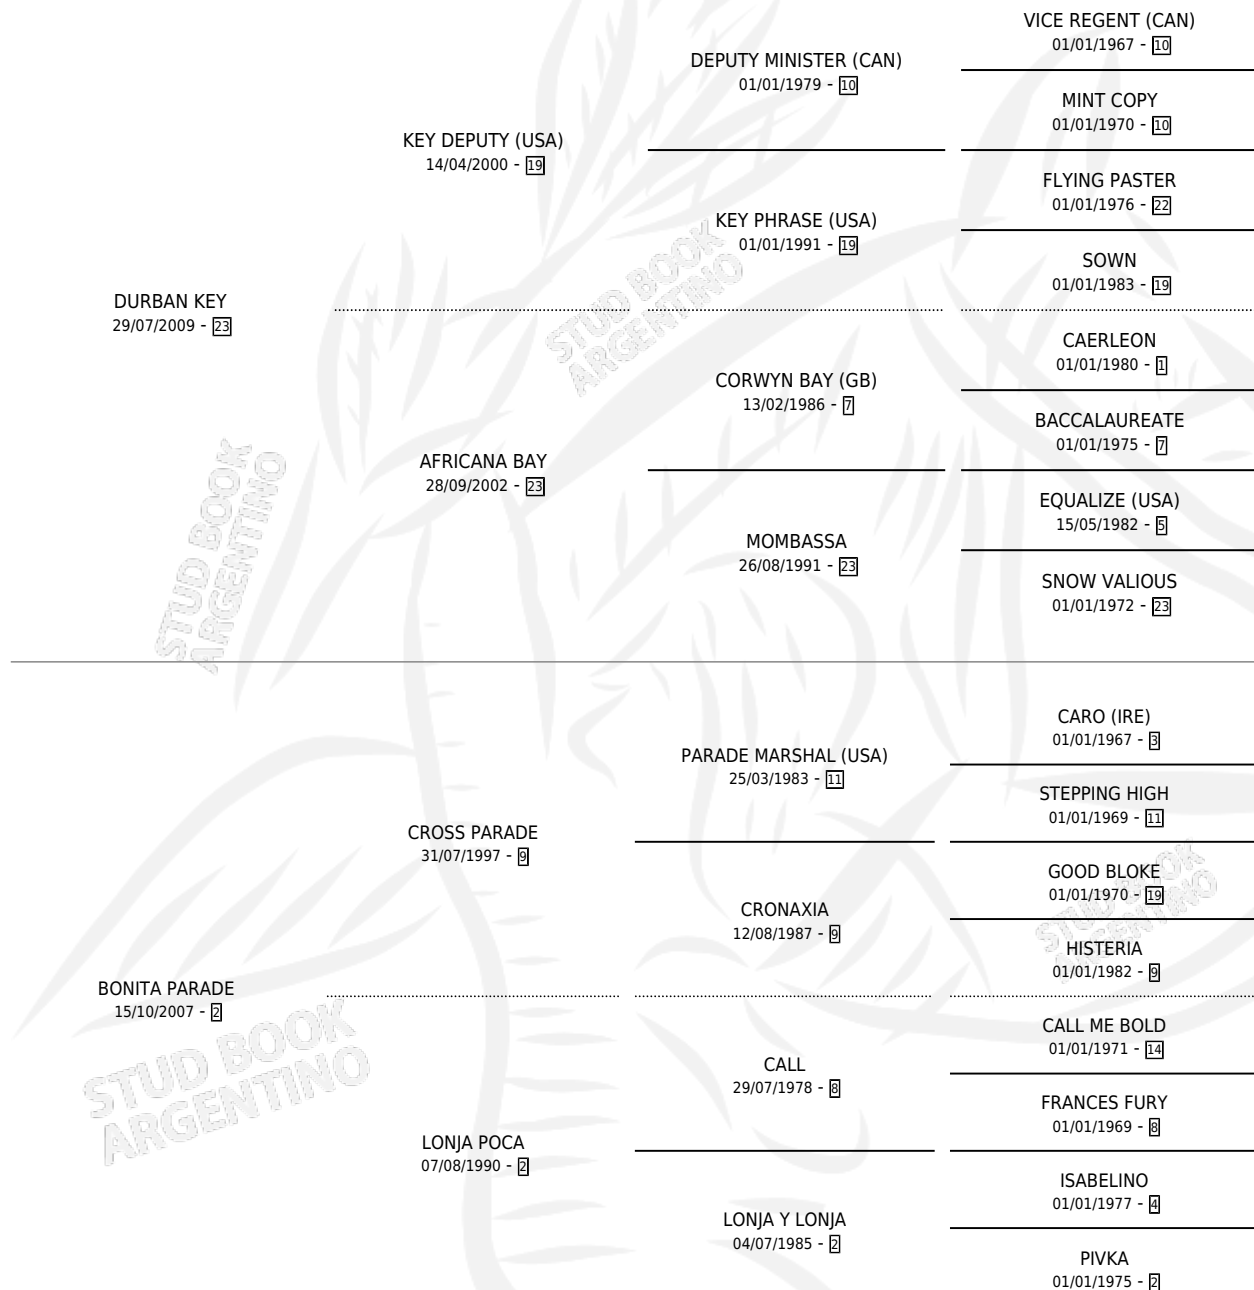 VICE REGENT (CAN)
01/01/1967 - 10
DEPUTY MINISTER (CAN)
01/01/1979 - 10
MINT COPY
01/01/1970 - 10
KEY DEPUTY (USA)
14/04/2000 - 19
FLYING PASTER
01/01/1976 - 22
KEY PHRASE (USA)
01/01/1991 - 19
SOWN
01/01/1983 - 19
DURBAN KEY
29/07/2009 - 23
CAERLEON
01/01/1980 - 1
CORWYN BAY (GB)
13/02/1986 - 7
BACCALAUREATE
01/01/1975 - 7
AFRICANA BAY
28/09/2002 - 23
EQUALIZE (USA)
15/05/1982 - 5
MOMBASSA
26/08/1991 - 23
SNOW VALIOUS
01/01/1972 - 23
CARO (IRE)
01/01/1967 - 3
PARADE MARSHAL (USA)
25/03/1983 - 11
STEPPING HIGH
01/01/1969 - 11
CROSS PARADE
31/07/1997 - 9
GOOD BLOKE
01/01/1970 - 19
CRONAXIA
12/08/1987 - 9
HISTERIA
01/01/1982 - 9
BONITA PARADE
15/10/2007 - 2
CALL ME BOLD
01/01/1971 - 14
CALL
29/07/1978 - 8
FRANCES FURY
01/01/1969 - 8
LONJA POCA
07/08/1990 - 2
ISABELINO
01/01/1977 - 4
LONJA Y LONJA
04/07/1985 - 2
PIVKA
01/01/1975 - 2
STUD BOOK
ARGENTINO
STUD BOOK
ARGENTINO
STUD BOOK
ARGENTINO
STUD BOOK
ARGENTINO